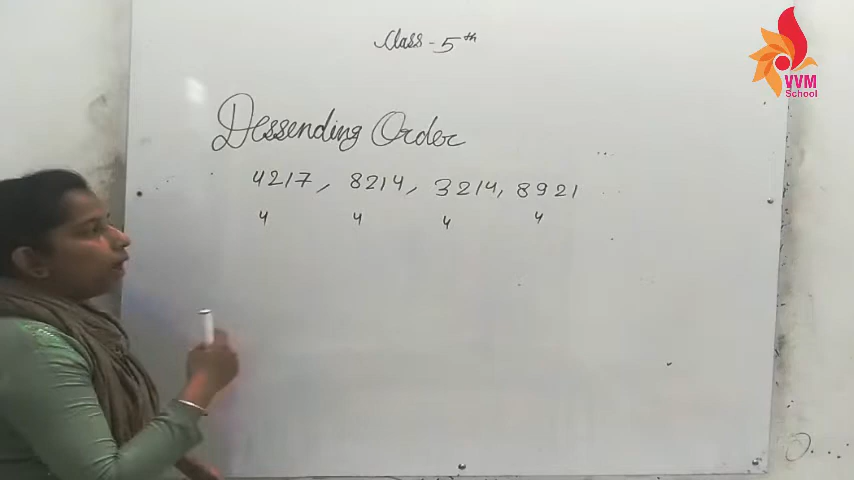 Class - 5th
VVM
School
Dessending Order
4217, 8214, 3214, 8921
4 4 4 4